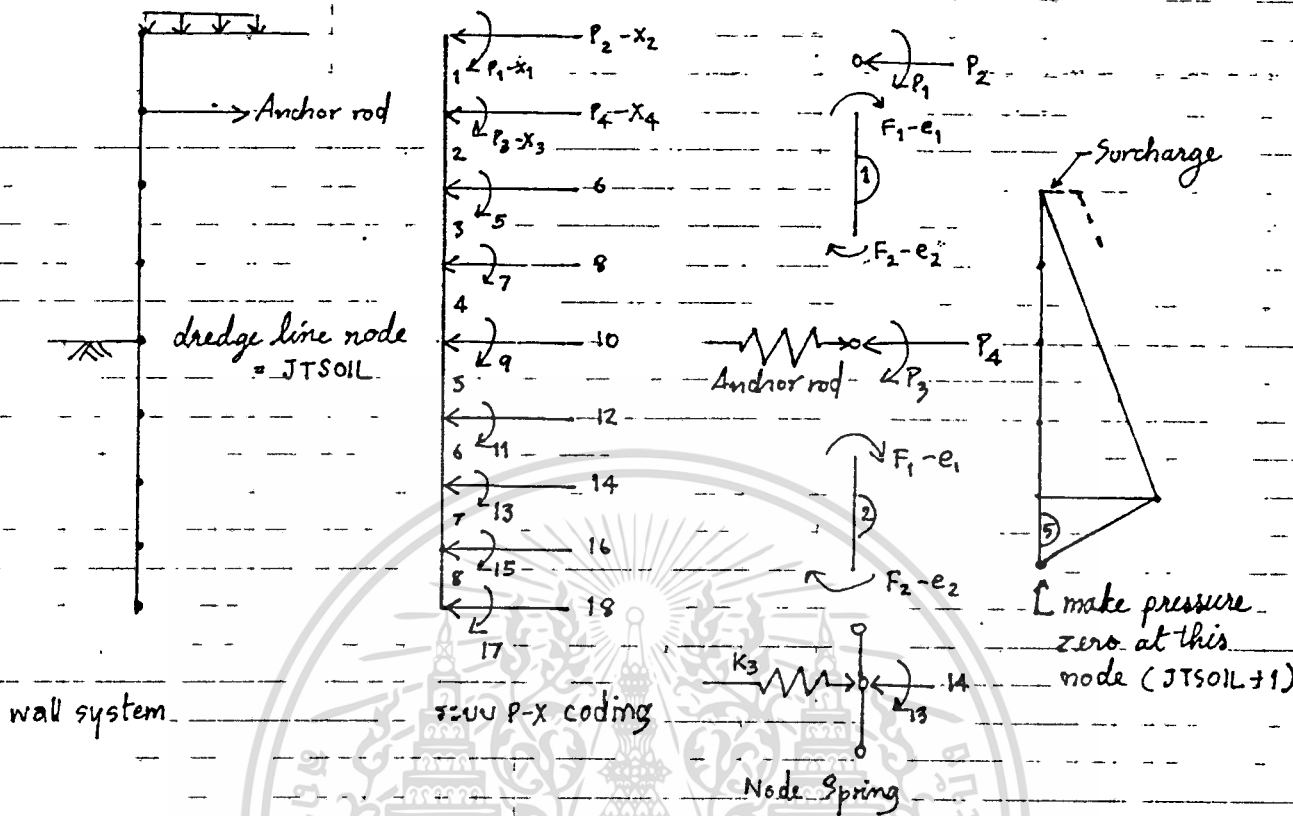 Anchor rod
dredge line node
= JTSOIL
wall system
P₂-X₂
P₁-X₁
1
P₄-X₄
P₃-X₃
2
6
5
3
8
7
4
10
9
5
12
11
6
14
13
7
16
15
8
18
17
ระบบ P-X coding
P₂
P₁
F₁-e₁
1
F₂-e₂
P₄
Anchor rod
P₃
F₁-e₁
2
F₂-e₂
K₃
14
13
Node Spring
Surcharge
5
make pressure
zero at this
node (JTSOIL+1)